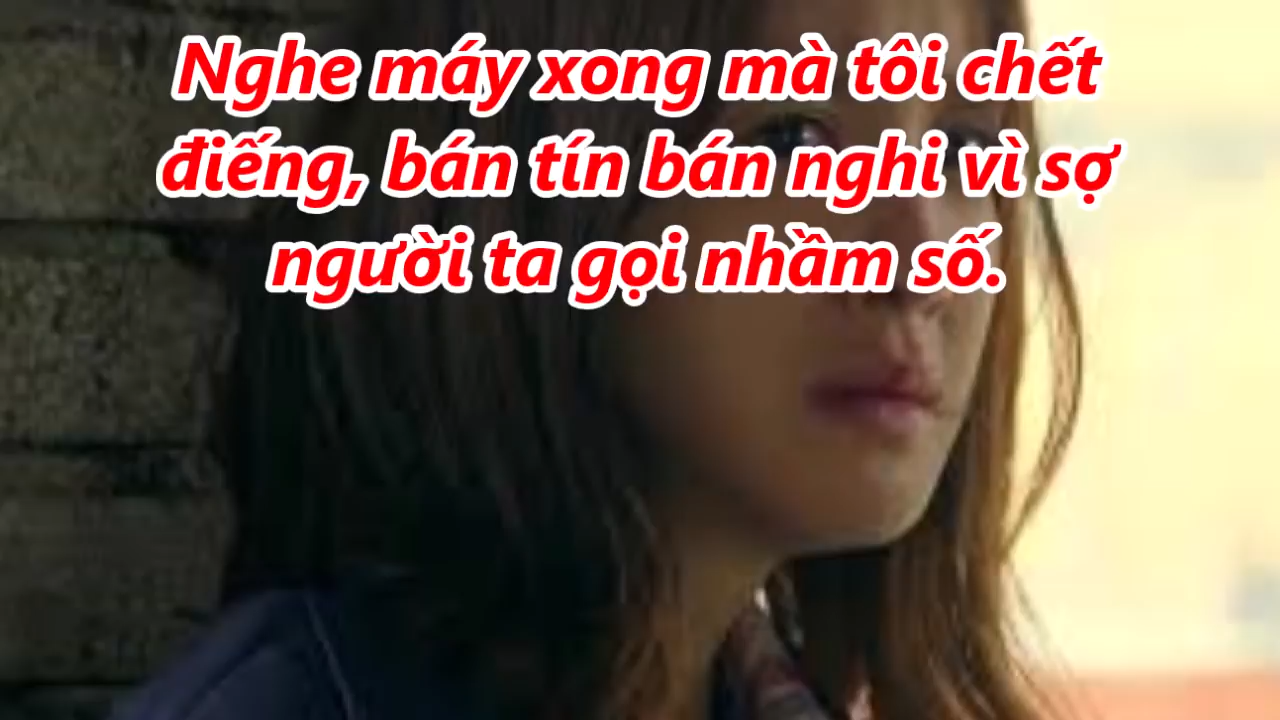 Nghe máy xong mà tôi chết
điếng, bán tín bán nghi vì sợ
người ta gọi nhầm số.